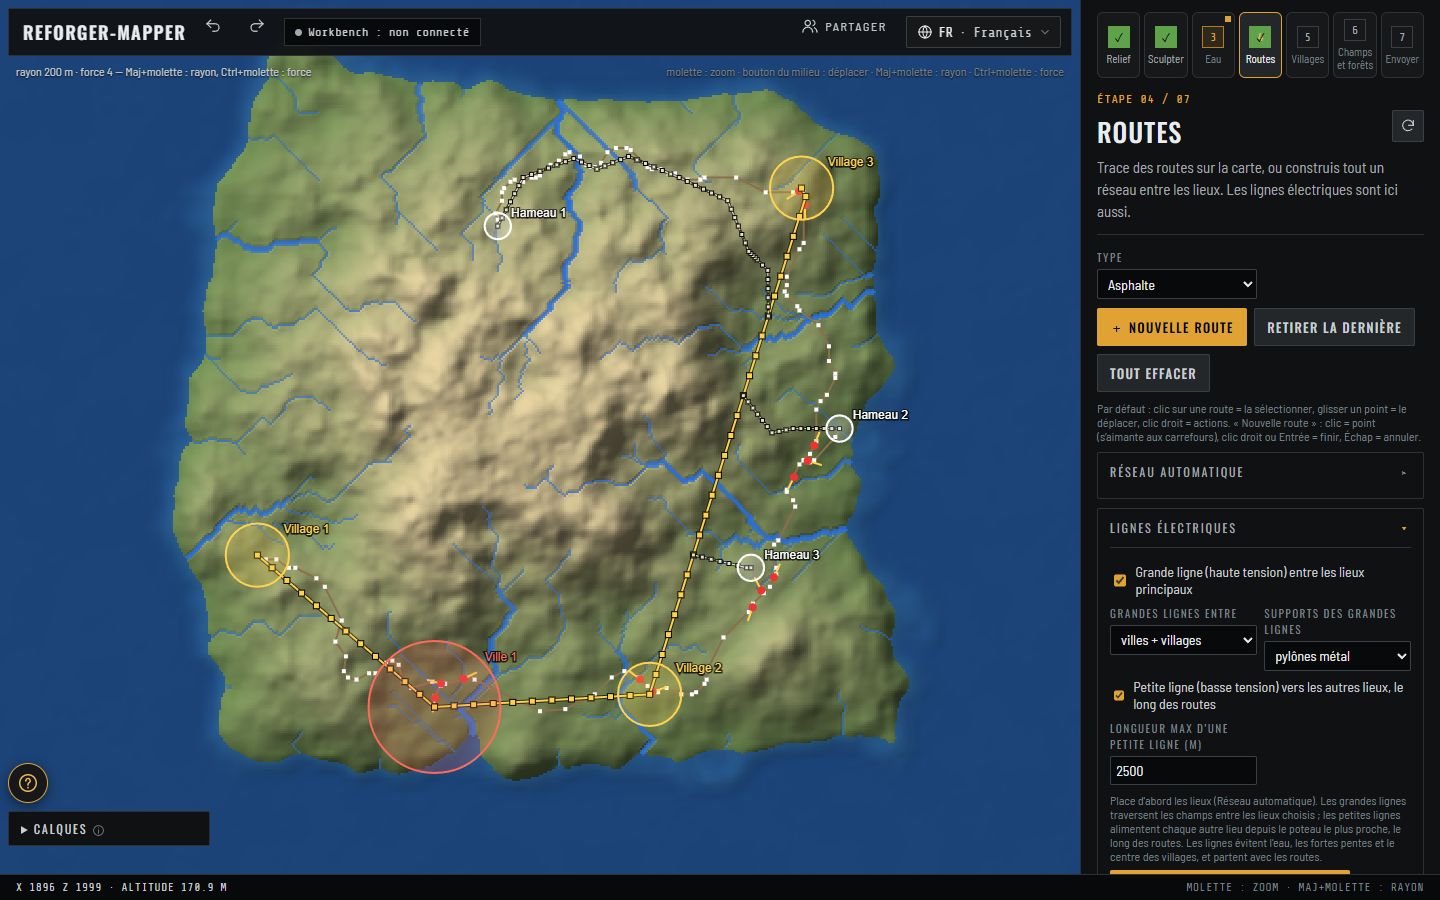 REFORGER-MAPPER
Workbench : non connecté
PARTAGER
FR · Français
rayon 200 m · force 4 — Maj+molette : rayon, Ctrl+molette : force
molette : zoom · bouton du milieu : déplacer · Maj+molette : rayon · Ctrl+molette : force
Village 3
Hameau 1
Hameau 2
Village 1
Hameau 3
Ville 1
Village 2
?
CALQUES
X 1896 Z 1999 · ALTITUDE 170.9 M
MOLETTE : ZOOM · MAJ+MOLETTE : RAYON
Relief
Sculpter
3
Eau
Routes
5
Villages
6
Champs
et forêts
7
Envoyer
ÉTAPE 04 / 07
ROUTES
Trace des routes sur la carte, ou construis tout un
réseau entre les lieux. Les lignes électriques sont ici
aussi.
TYPE
Asphalte
+ NOUVELLE ROUTE
RETIRER LA DERNIÈRE
TOUT EFFACER
Par défaut : clic sur une route = la sélectionner, glisser un point = le
déplacer, clic droit = actions. « Nouvelle route » : clic = point
(s'aimante aux carrefours), clic droit ou Entrée = finir, Échap = annuler.
RÉSEAU AUTOMATIQUE
LIGNES ÉLECTRIQUES
Grande ligne (haute tension) entre les lieux
principaux
GRANDES LIGNES ENTRE
villes + villages
SUPPORTS DES GRANDES
LIGNES
pylônes métal
Petite ligne (basse tension) vers les autres lieux, le
long des routes
LONGUEUR MAX D'UNE
PETITE LIGNE (M)
2500
Place d'abord les lieux (Réseau automatique). Les grandes lignes
traversent les champs entre les lieux choisis ; les petites lignes
alimentent chaque autre lieu depuis le poteau le plus proche, le
long des routes. Les lignes évitent l'eau, les fortes pentes et le
centre des villages, et partent avec les routes.